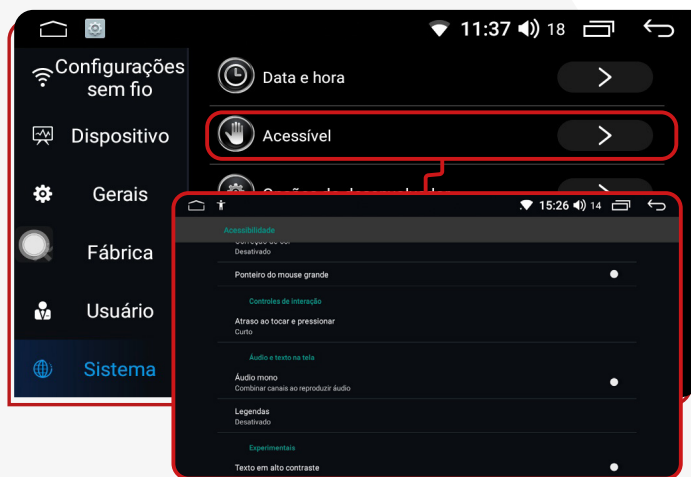 11:37 18
Configurações
sem fio
Data e hora
Dispositivo
Acessível
Gerais
Fábrica
Usuário
Sistema
15:26 14
Acessibilidade
Desativado
Ponteiro do mouse grande
Controles de interação
Atraso ao tocar e pressionar
Curto
Áudio e texto na tela
Áudio mono
Combinar canais ao reproduzir áudio
Legendas
Desativado
Experimentais
Texto em alto contraste